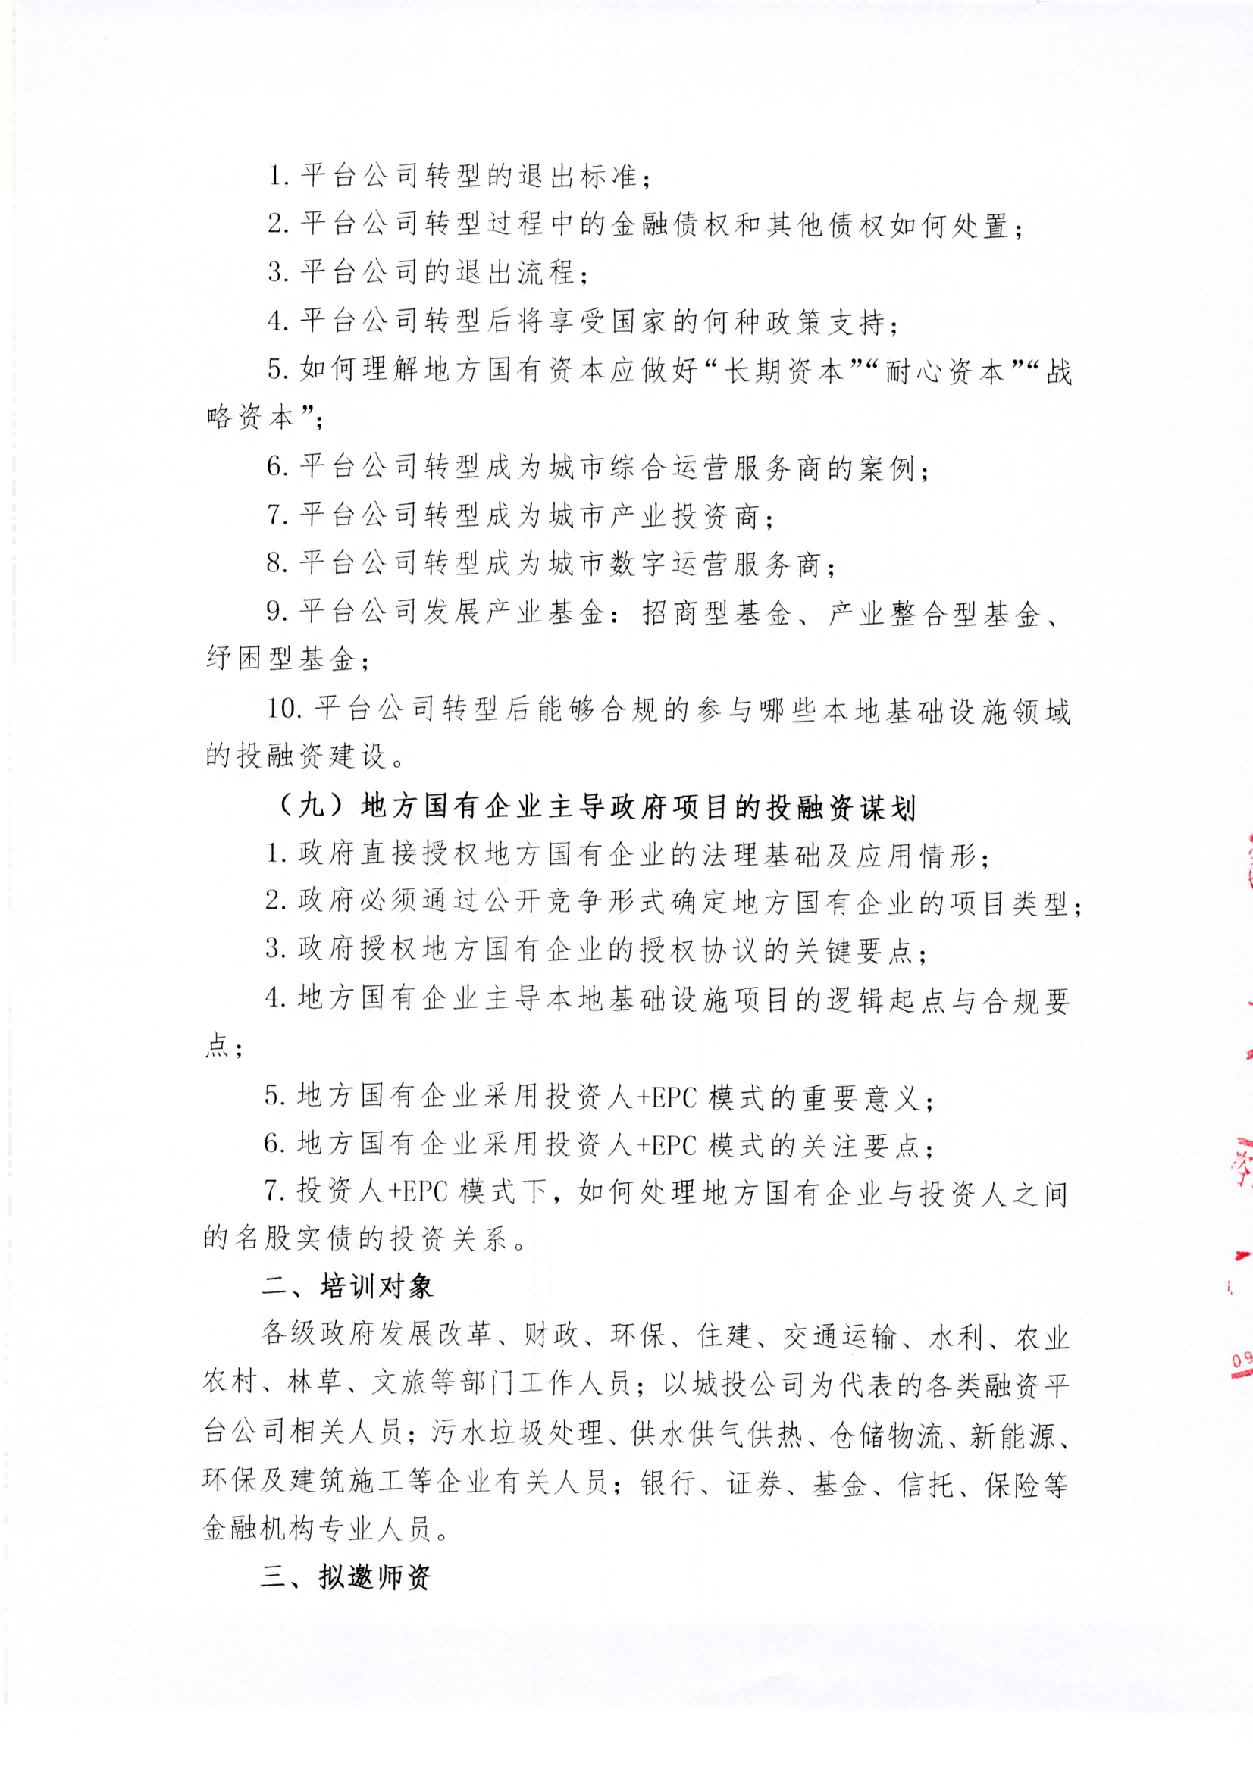 1.平台公司转型的退出标准；
2.平台公司转型过程中的金融债权和其他债权如何处置；
3.平台公司的退出流程；
4.平台公司转型后将享受国家的何种政策支持；
5.如何理解地方国有资本应做好“长期资本”“耐心资本”“战
略资本”；
6.平台公司转型成为城市综合运营服务商的案例；
7.平台公司转型成为城市产业投资商；
8.平台公司转型成为城市数字运营服务商；
9.平台公司发展产业基金：招商型基金、产业整合型基金、
纾困型基金；
10.平台公司转型后能够合规的参与哪些本地基础设施领域
的投融资建设。
（九）地方国有企业主导政府项目的投融资谋划
1.政府直接授权地方国有企业的法理基础及应用情形；
2.政府必须通过公开竞争形式确定地方国有企业的项目类型；
3.政府授权地方国有企业的授权协议的关键要点；
4.地方国有企业主导本地基础设施项目的逻辑起点与合规要
点；
5.地方国有企业采用投资人+EPC 模式的重要意义；
6.地方国有企业采用投资人+EPC 模式的关注要点；
7.投资人+EPC 模式下，如何处理地方国有企业与投资人之间
的名股实债的投资关系。
二、培训对象
各级政府发展改革、财政、环保、住建、交通运输、水利、农业
农村、林草、文旅等部门工作人员；以城投公司为代表的各类融资平
台公司相关人员；污水垃圾处理、供水供气供热、仓储物流、新能源、
环保及建筑施工等企业有关人员；银行、证券、基金、信托、保险等
金融机构专业人员。
三、拟邀师资
09